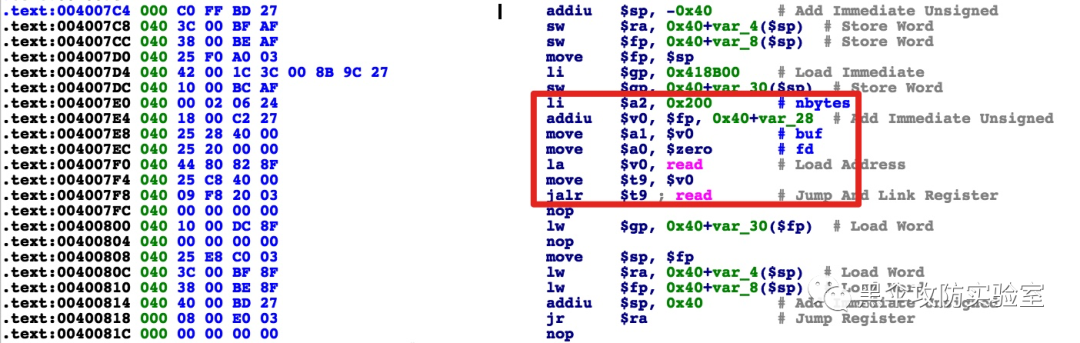 .text:004007C4 000 C0 FF BD 27 addiu $sp, -0x40 # Add Immediate Unsigned
.text:004007C8 040 3C 00 BF AF sw $ra, 0x40+var_4($sp) # Store Word
.text:004007CC 040 38 00 BE AF sw $fp, 0x40+var_8($sp) # Store Word
.text:004007D0 040 25 F0 A0 03 move $fp, $sp
.text:004007D4 040 42 00 1C 3C 00 8B 9C 27 li $gp, 0x418B00 # Load Immediate
.text:004007DC 040 10 00 BC AF sw $gp, 0x40+var_30($sp) # Store Word
.text:004007E0 040 00 02 06 24 li $a2, 0x200 # nbytes
.text:004007E4 040 18 00 C2 27 addiu $v0, $fp, 0x40+var_28 # Add Immediate Unsigned
.text:004007E8 040 25 28 40 00 move $a1, $v0 # buf
.text:004007EC 040 25 20 00 00 move $a0, $zero # fd
.text:004007F0 040 44 80 82 8F la $v0, read # Load Address
.text:004007F4 040 25 C8 40 00 move $t9, $v0
.text:004007F8 040 09 F8 20 03 jalr $t9 ; read # Jump And Link Register
.text:004007FC 040 00 00 00 00 nop
.text:00400800 040 10 00 DC 8F lw $gp, 0x40+var_30($fp) # Load Word
.text:00400804 040 00 00 00 00 nop
.text:00400808 040 25 E8 C0 03 move $sp, $fp
.text:0040080C 040 3C 00 BF 8F lw $ra, 0x40+var_4($sp) # Load Word
.text:00400810 040 38 00 BE 8F lw $fp, 0x40+var_8($sp) # Load Word
.text:00400814 040 40 00 BD 27 addiu $sp, 0x40 # Add Immediate Unsigned
.text:00400818 000 08 00 E0 03 jr $ra # Jump Register
.text:0040081C 000 00 00 00 00 nop
攻防实验室